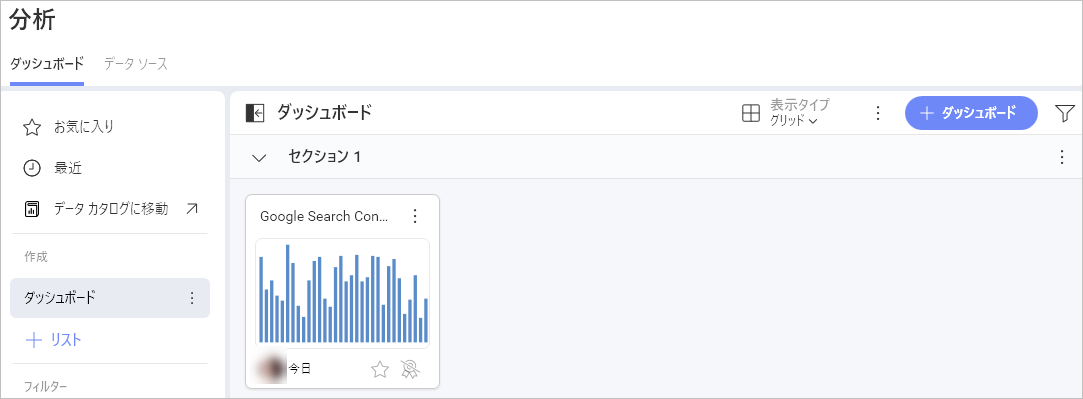 分析
ダッシュボード
データ ソース
お気に入り
最近
データ カタログに移動
作成
ダッシュボード
リスト
フィルター
ダッシュボード
表示タイプ
グリッド
ダッシュボード
セクション 1
Google Search Con...
今日